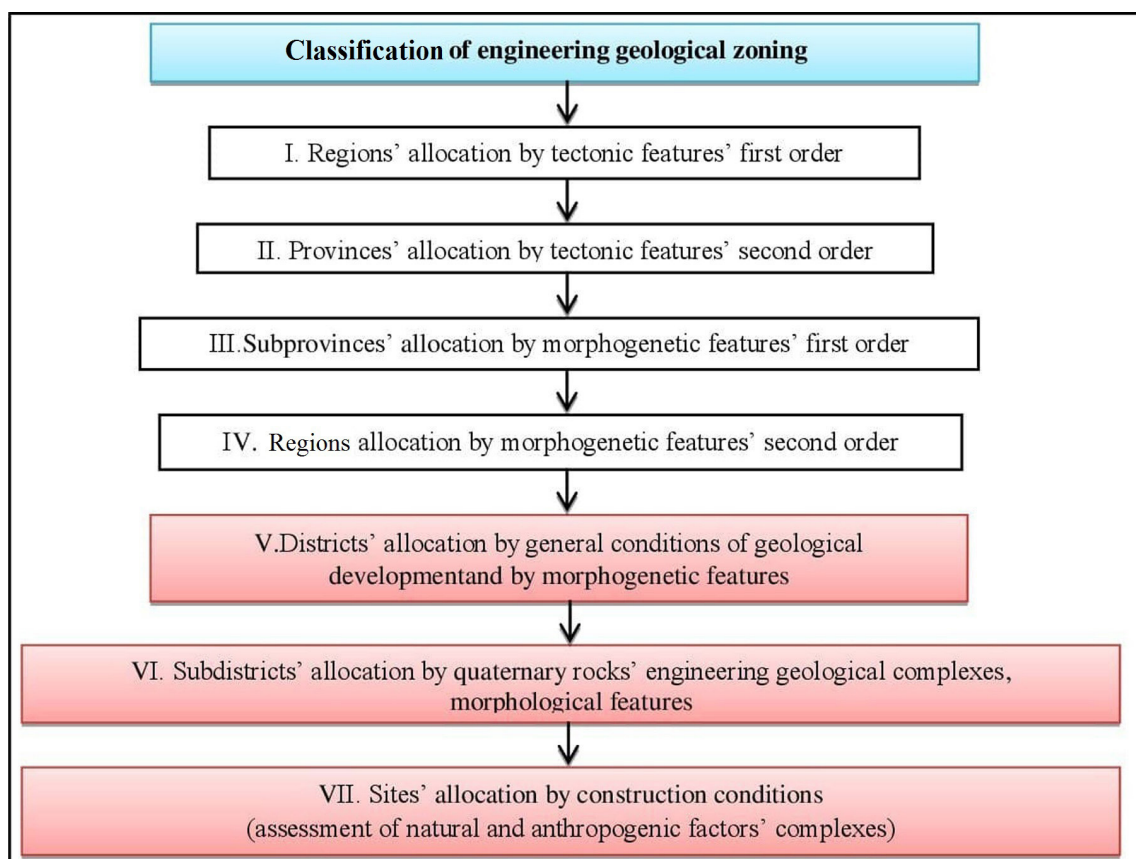 Classification of engineering geological zoning
I. Regions’ allocation by tectonic features’ first order
II. Provinces’ allocation by tectonic features’ second order
III.Subprovinces’ allocation by morphogenetic features’ first order
IV. Regions allocation by morphogenetic features’ second order
V.Districts’ allocation by general conditions of geological
developmentand by morphogenetic features
VI. Subdistricts’ allocation by quaternary rocks’ engineering geological complexes,
morphological features
VII. Sites’ allocation by construction conditions
(assessment of natural and anthropogenic factors’ complexes)